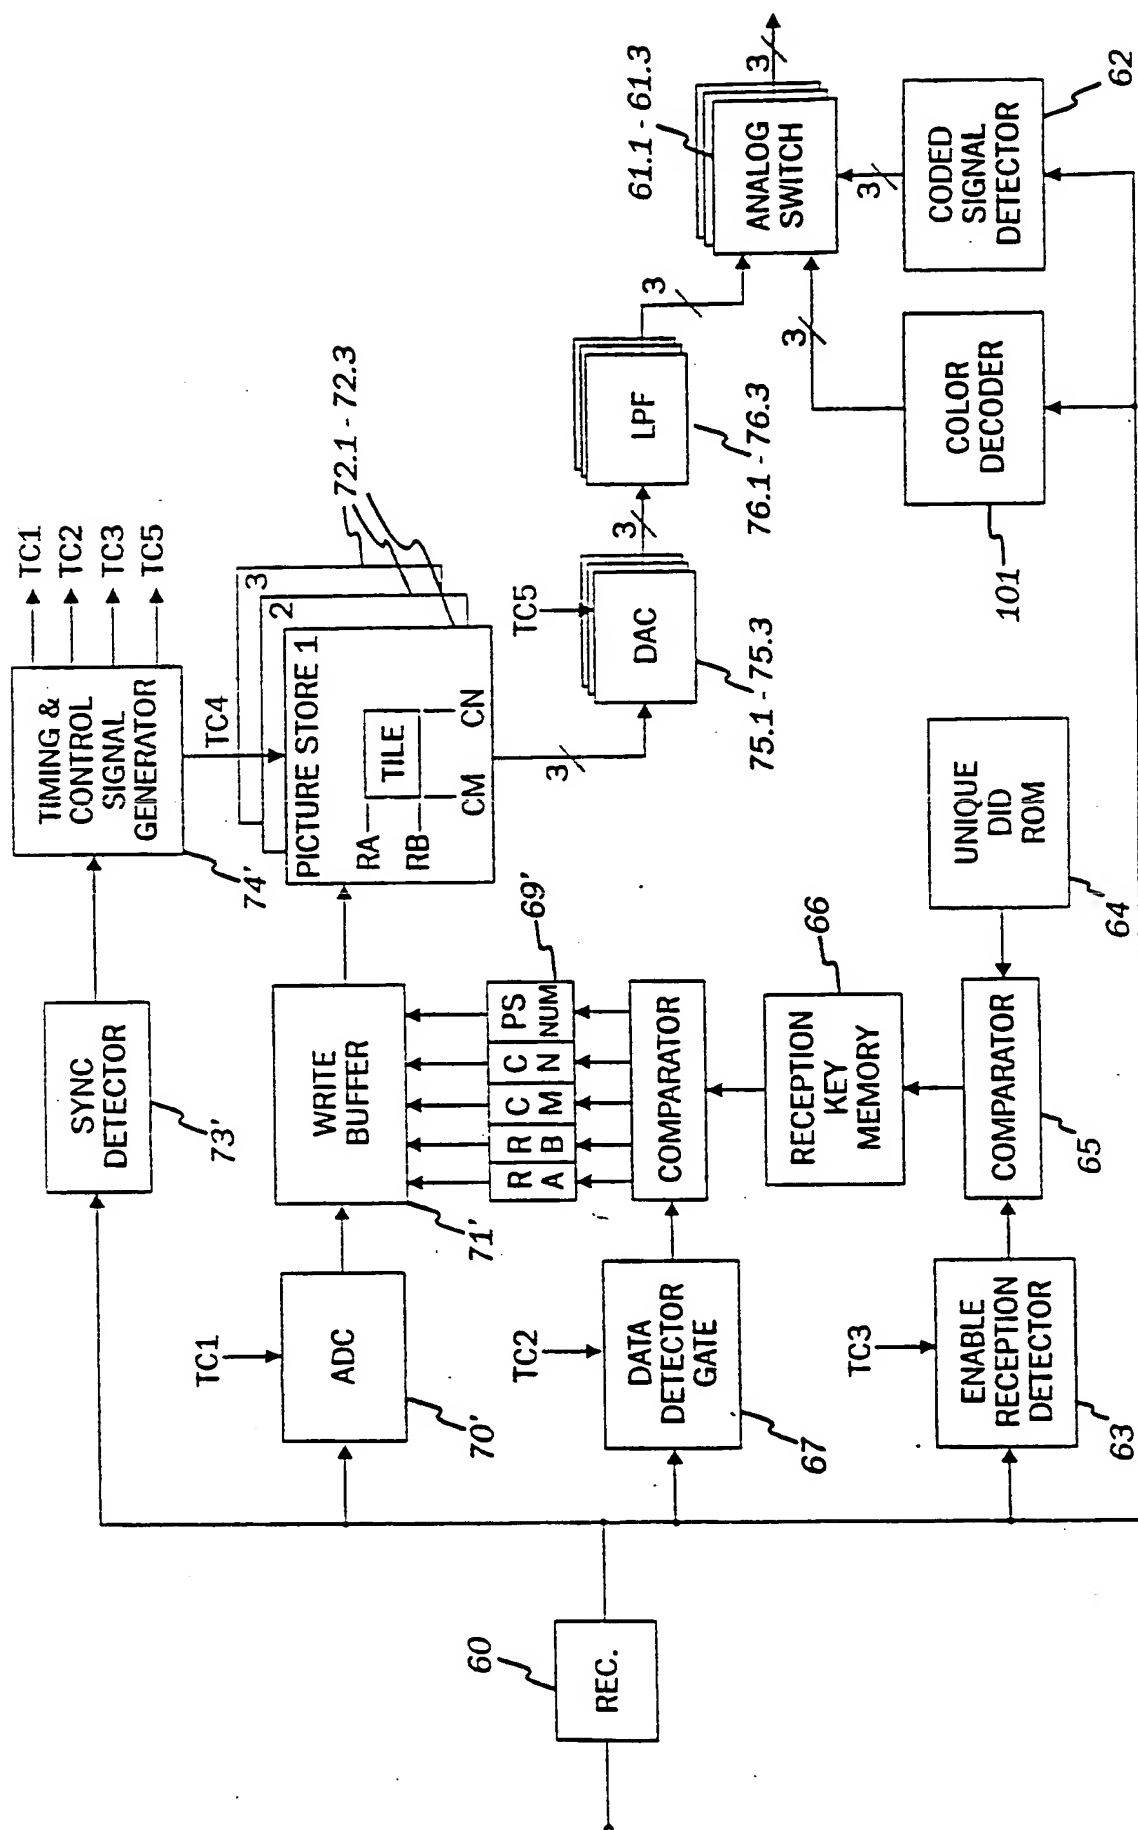 60
REC.
SYNC
DETECTOR
73'
TIMING &
CONTROL
SIGNAL
GENERATOR
74'
TC1
TC2
TC3
TC5
TC4
TC1
ADC
70'
WRITE
BUFFER
71'
PICTURE STORE 1
2
3
RA
RB
TILE
CM
CN
72.1 - 72.3
R A
R B
C M
C N
PS NUM
69'
TC2
DATA
DETECTOR
GATE
67
COMPARATOR
RECEPTION
KEY
MEMORY
66
TC3
ENABLE
RECEPTION
DETECTOR
63
COMPARATOR
65
UNIQUE
DID
ROM
64
3
TC5
DAC
75.1 - 75.3
3
LPF
76.1 - 76.3
3
ANALOG
SWITCH
61.1 - 61.3
3
3
COLOR
DECODER
101
3
CODED
SIGNAL
DETECTOR
62